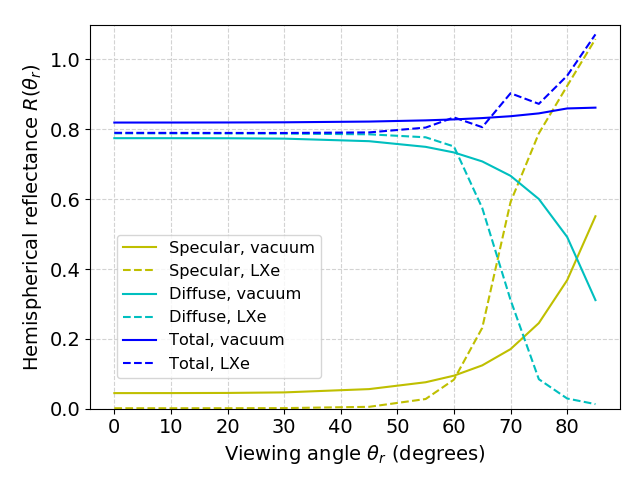 1.0
0.8
0.6
0.4
0.2
0.0
Hemispherical reflectance R(θr)
Specular, vacuum
Specular, LXe
Diffuse, vacuum
Diffuse, LXe
Total, vacuum
Total, LXe
0 10 20 30 40 50 60 70 80
Viewing angle θr (degrees)